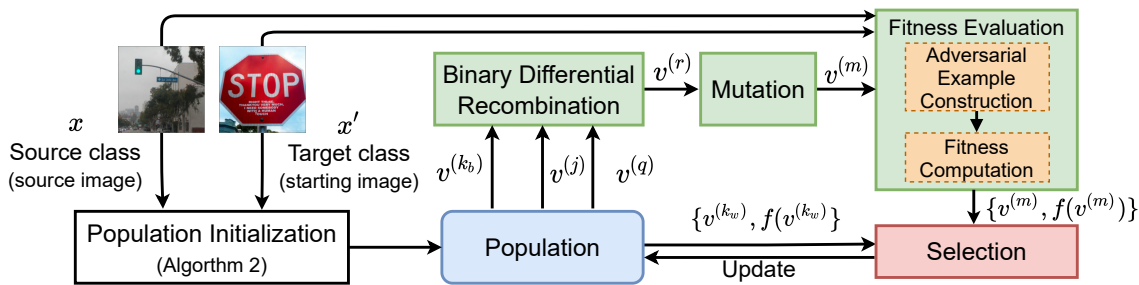 Fitness Evaluation
Adversarial
Example
Construction
Fitness
Computation
Binary Differential
Recombination
v^{(r)}
Mutation
v^{(m)}
STOP
x
Source class
(source image)
x′
Target class
(starting image)
v^{(k_b)}
v^{(j)}
v^{(q)}
{v^{(m)}, f(v^{(m)})}
Population Initialization
(Algorthm 2)
Population
{v^{(k_w)}, f(v^{(k_w)})}
Update
Selection